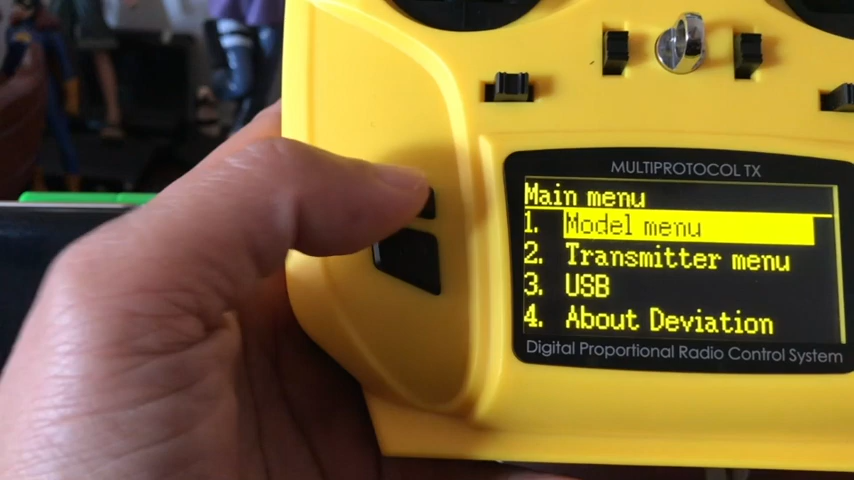 MULTIPROTOCOL TX
Main menu
1. Model menu
2. Transmitter menu
3. USB
4. About Deviation
Digital Proportional Radio Control System